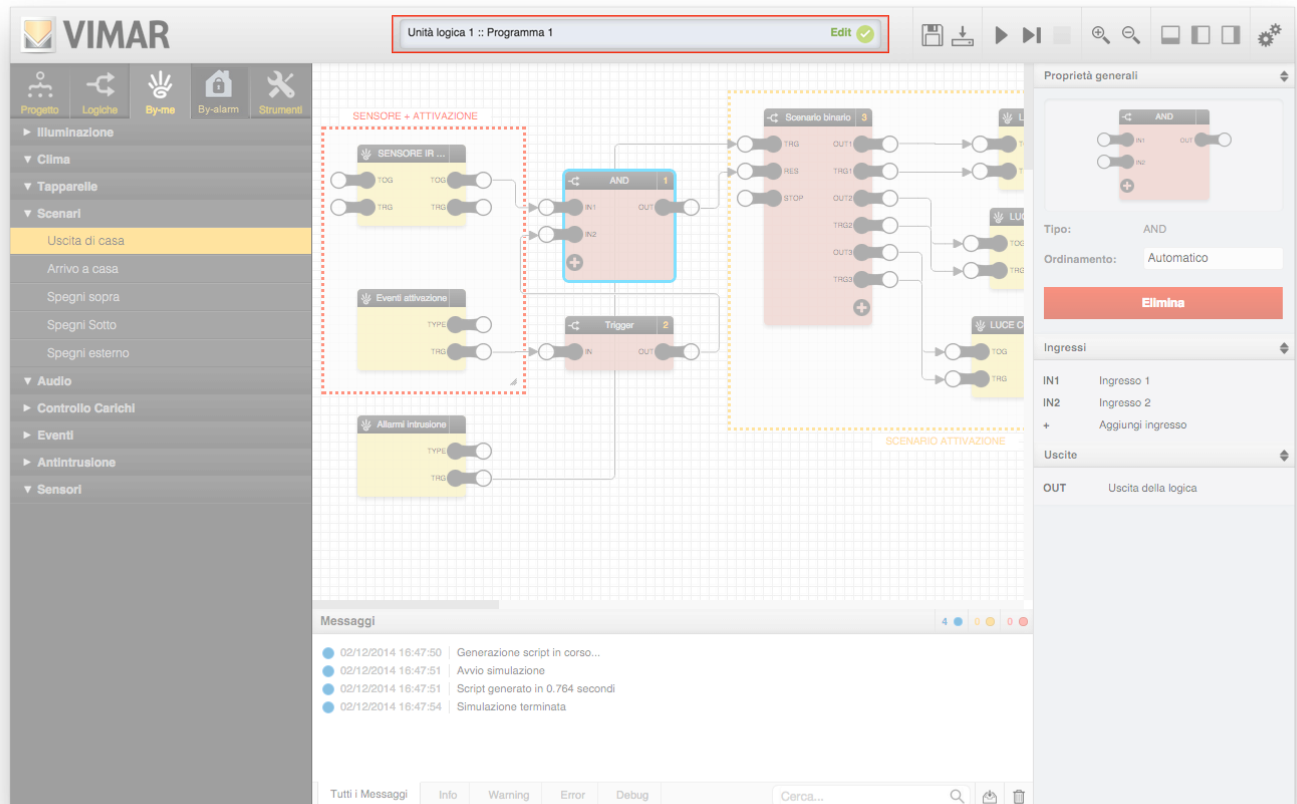 VIMAR
Unità logica 1 :: Programma 1
Edit
Progetto
Logiche
By-me
By-alarm
Strumenti
Illuminazione
Clima
Tapparelle
Scenari
Uscita di casa
Arrivo a casa
Spegni sopra
Spegni Sotto
Spegni esterno
Audio
Controllo Carichi
Eventi
Antintrusione
Sensori
SENSORE + ATTIVAZIONE
SENSORE IR ...
TOG TOG
TRG TRG
Eventi attivazione
TYPE
TRG
Allarmi intrusione
TYPE
TRG
AND 1
IN1 OUT
IN2
Trigger 2
IN OUT
Scenario binario 3
TRG OUT1
RES TRG1
STOP OUT2
TRG2
OUT3
TRG3
L
T
LUC
TOG
TRG
LUCE O
TOG
TRG
SCENARIO ATTIVAZIONE
Proprietà generali
AND
IN1 OUT
IN2
Tipo: AND
Ordinamento: Automatico
Elimina
Ingressi
IN1 Ingresso 1
IN2 Ingresso 2
+ Aggiungi ingresso
Uscite
OUT Uscita della logica
Messaggi
4 0 0
02/12/2014 16:47:50 Generazione script in corso...
02/12/2014 16:47:51 Avvio simulazione
02/12/2014 16:47:51 Script generato in 0.764 secondi
02/12/2014 16:47:54 Simulazione terminata
Tutti i Messaggi Info Warning Error Debug
Cerca...